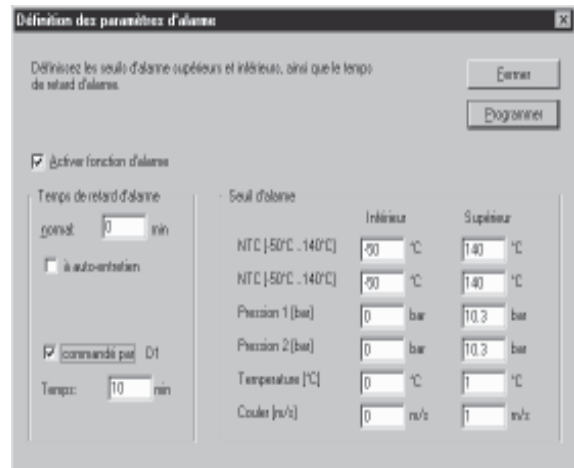 Définition des paramètres d'alarme
Définissez les seuils d'alarme supérieurs et inférieurs, ainsi que le temps
de retard d'alarme.
Fermer
Programmer
Activer fonction d'alarme
Temps de retard d'alarme
normal: 0 min
à auto-entretien
commandé par D1
Temps: 10 min
Seuil d'alarme
Inférieur Supérieur
NTC [-50°C ..140°C] -50 °C 140 °C
NTC [-50°C ..140°C] -50 °C 140 °C
Pression 1 [bar] 0 bar 10.3 bar
Pression 2 [bar] 0 bar 10.3 bar
Temperature [°C] 0 °C 1 °C
Couler [m/s] 0 m/s 1 m/s